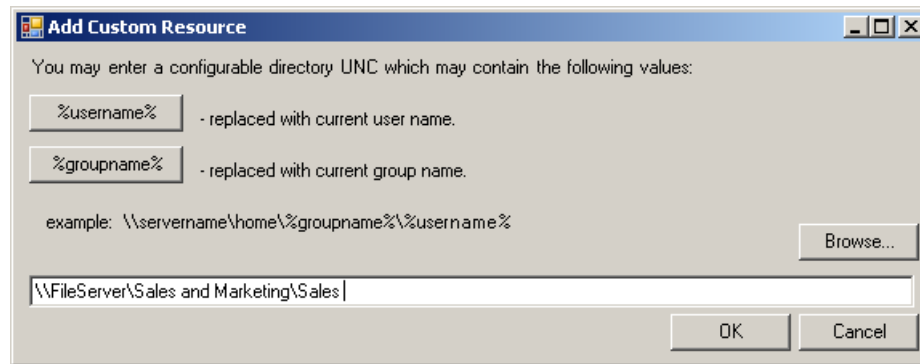 Add Custom Resource
You may enter a configurable directory UNC which may contain the following values:
%username% - replaced with current user name.
%groupname% - replaced with current group name.
example: \\servername\home\%groupname%\%username%
Browse...
\\FileServer\Sales and Marketing\Sales
OK Cancel